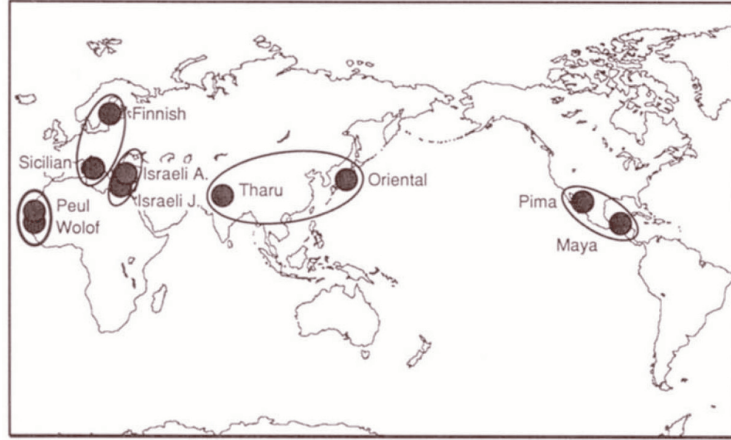 Finnish
Sicilian
Israeli A.
Israeli J.
Peul
Wolof
Tharu
Oriental
Pima
Maya